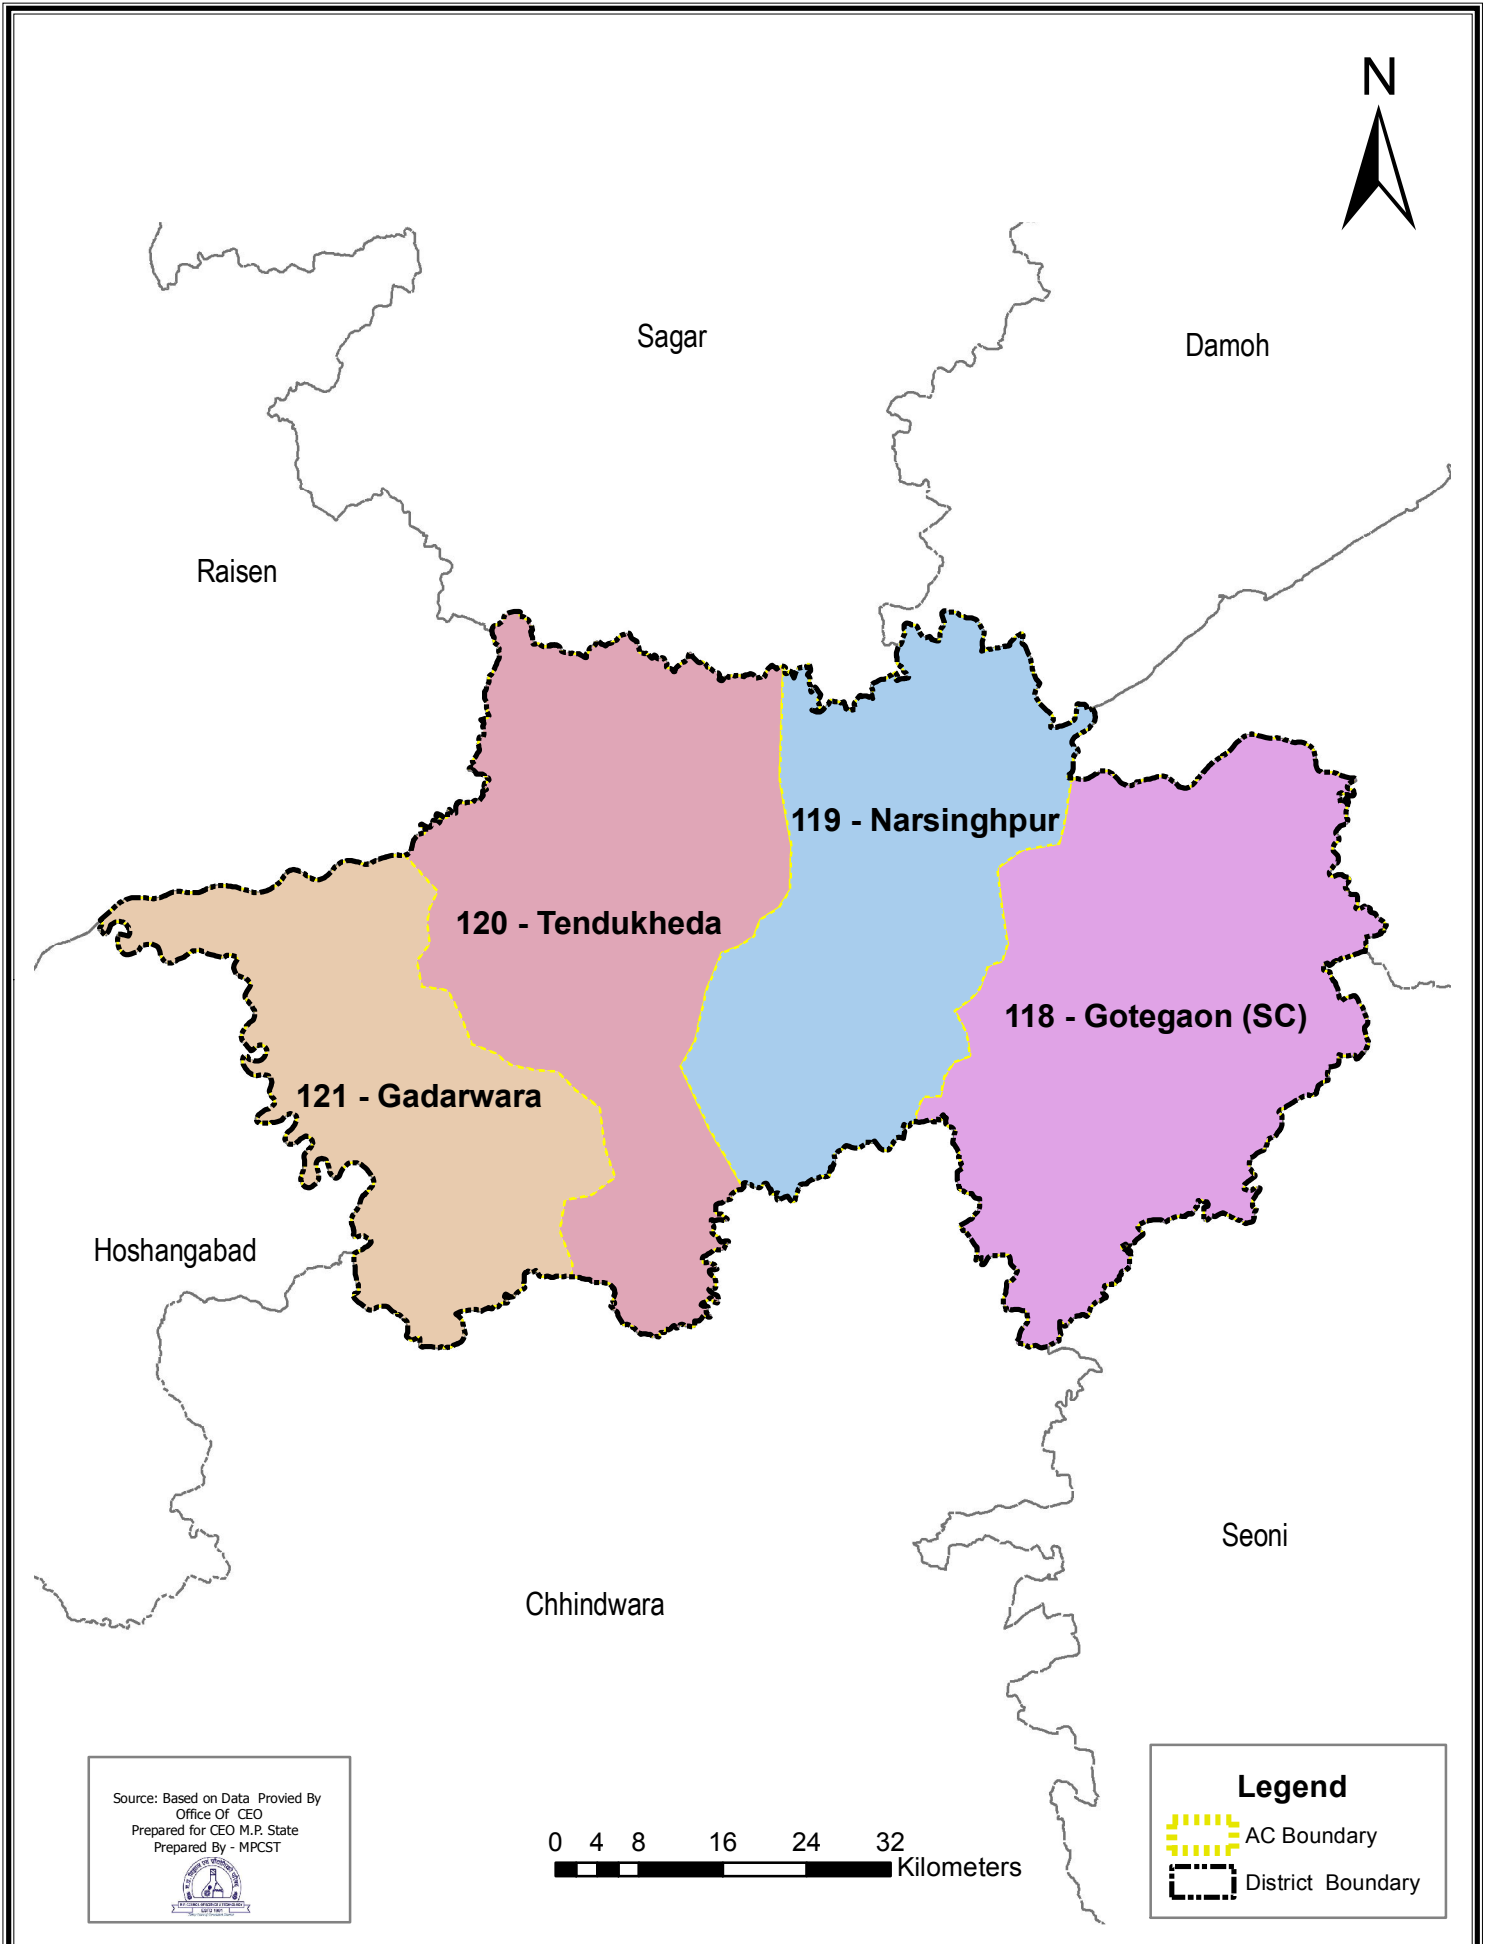 N
Sagar
Damoh
Raisen
119 - Narsinghpur
120 - Tendukheda
118 - Gotegaon (SC)
121 - Gadarwara
Hoshangabad
Seoni
Chhindwara
Source: Based on Data Provied By
Office Of CEO
Prepared for CEO M.P. State
Prepared By - MPCST
0 4 8 16 24 32
Kilometers
Legend
AC Boundary
District Boundary